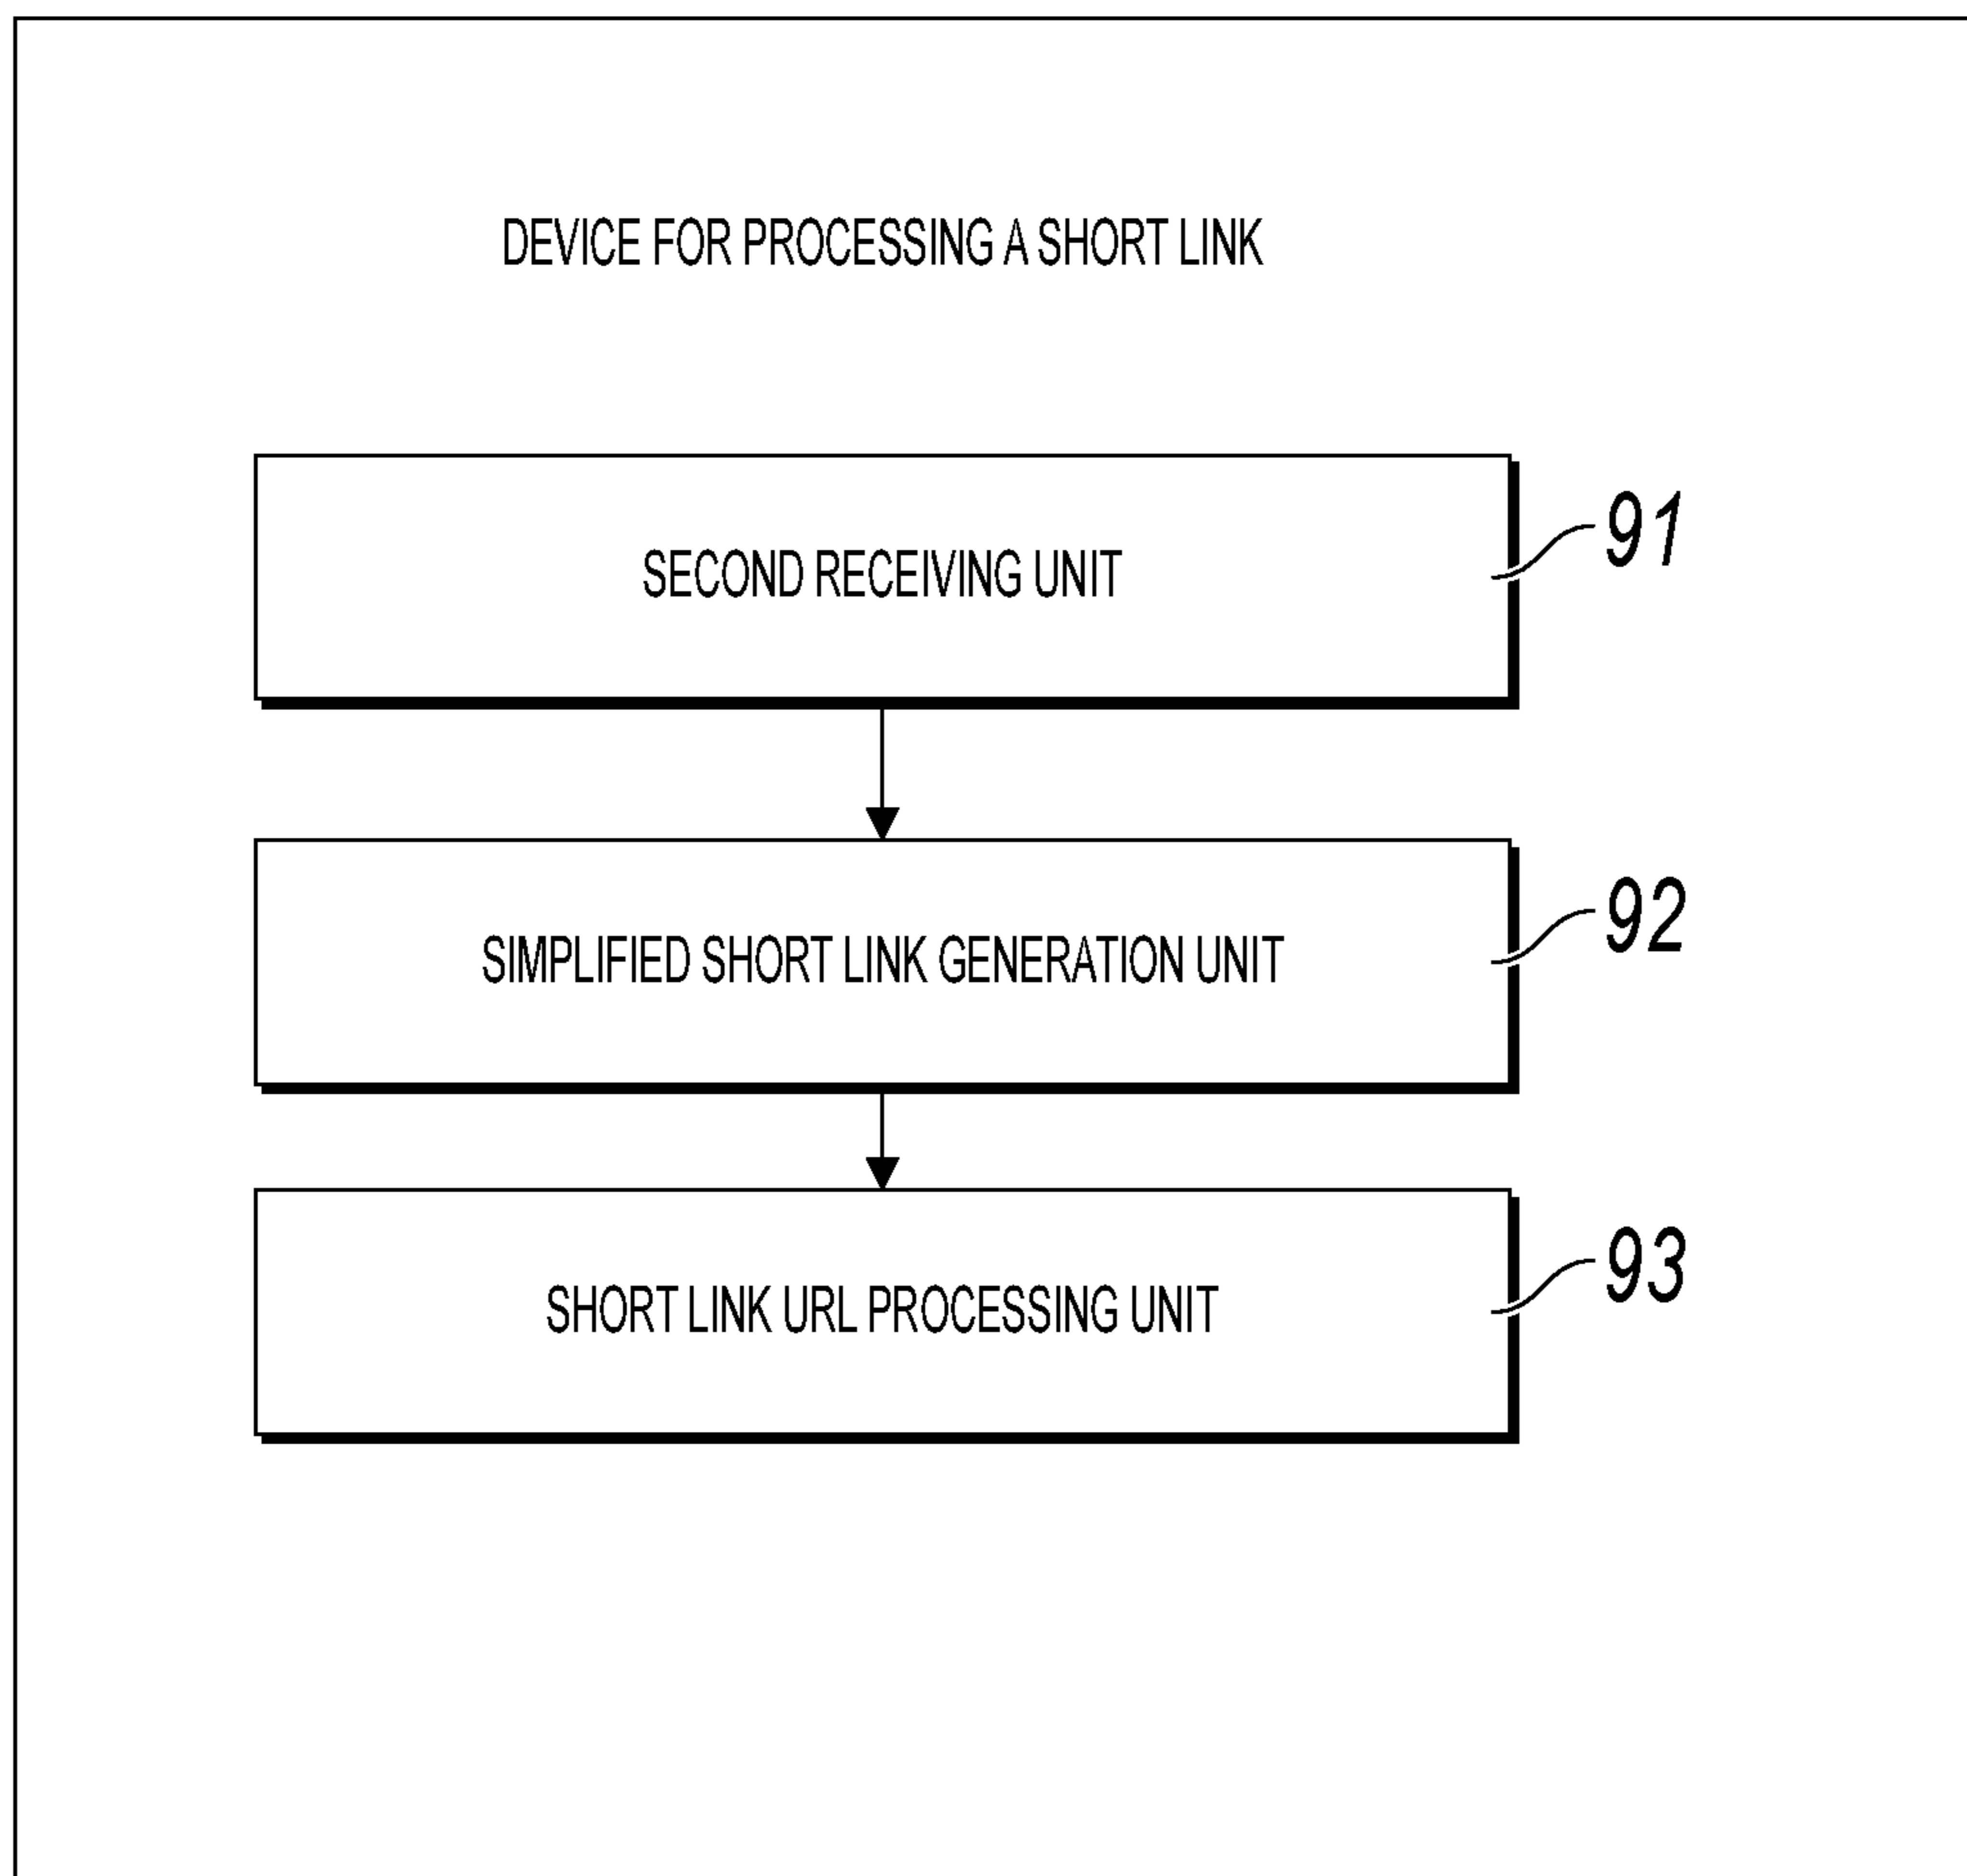 DEVICE FOR PROCESSING A SHORT LINK
SECOND RECEIVING UNIT
91
SIMPLIFIED SHORT LINK GENERATION UNIT
92
SHORT LINK URL PROCESSING UNIT
93